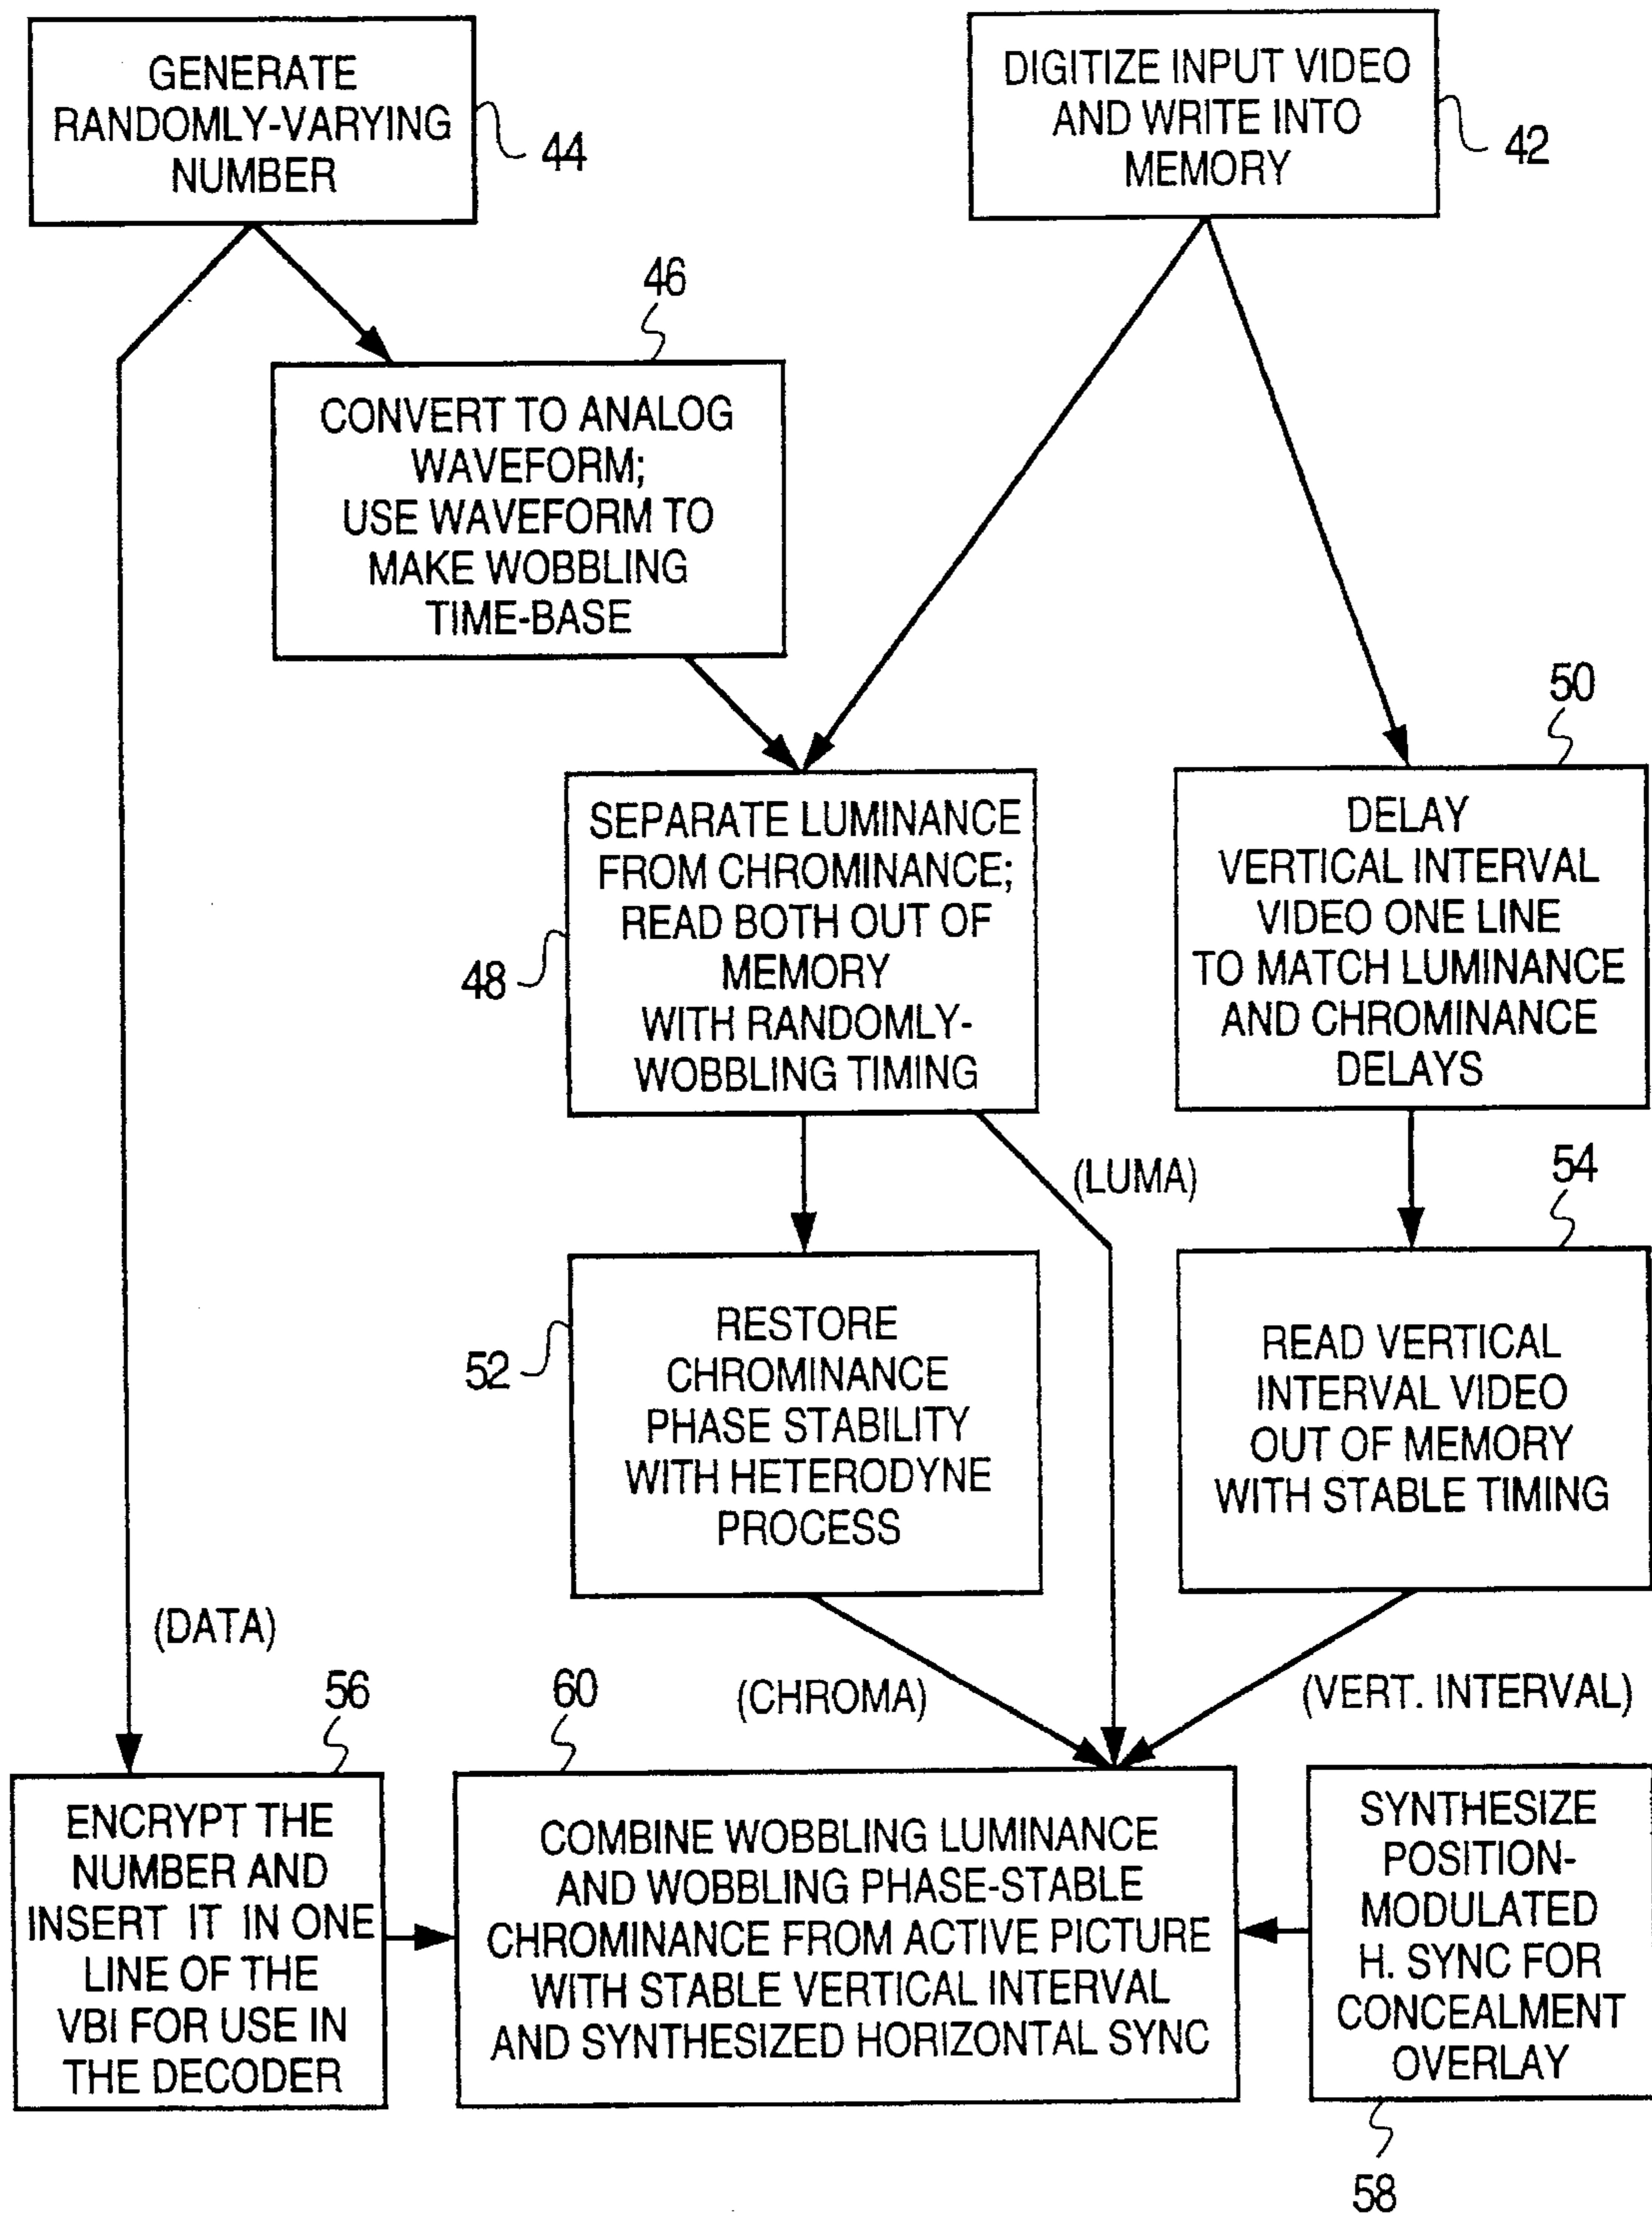 GENERATE
RANDOMLY-VARYING
NUMBER
44
DIGITIZE INPUT VIDEO
AND WRITE INTO
MEMORY
42
46
CONVERT TO ANALOG
WAVEFORM;
USE WAVEFORM TO
MAKE WOBBLING
TIME-BASE
48
SEPARATE LUMINANCE
FROM CHROMINANCE;
READ BOTH OUT OF
MEMORY
WITH RANDOMLY-
WOBBLING TIMING
50
DELAY
VERTICAL INTERVAL
VIDEO ONE LINE
TO MATCH LUMINANCE
AND CHROMINANCE
DELAYS
(LUMA)
52
RESTORE
CHROMINANCE
PHASE STABILITY
WITH HETERODYNE
PROCESS
54
READ VERTICAL
INTERVAL VIDEO
OUT OF MEMORY
WITH STABLE TIMING
(DATA)
(CHROMA)
(VERT. INTERVAL)
56
ENCRYPT THE
NUMBER AND
INSERT IT IN ONE
LINE OF THE
VBI FOR USE IN
THE DECODER
60
COMBINE WOBBLING LUMINANCE
AND WOBBLING PHASE-STABLE
CHROMINANCE FROM ACTIVE PICTURE
WITH STABLE VERTICAL INTERVAL
AND SYNTHESIZED HORIZONTAL SYNC
SYNTHESIZE
POSITION-
MODULATED
H. SYNC FOR
CONCEALMENT
OVERLAY
58